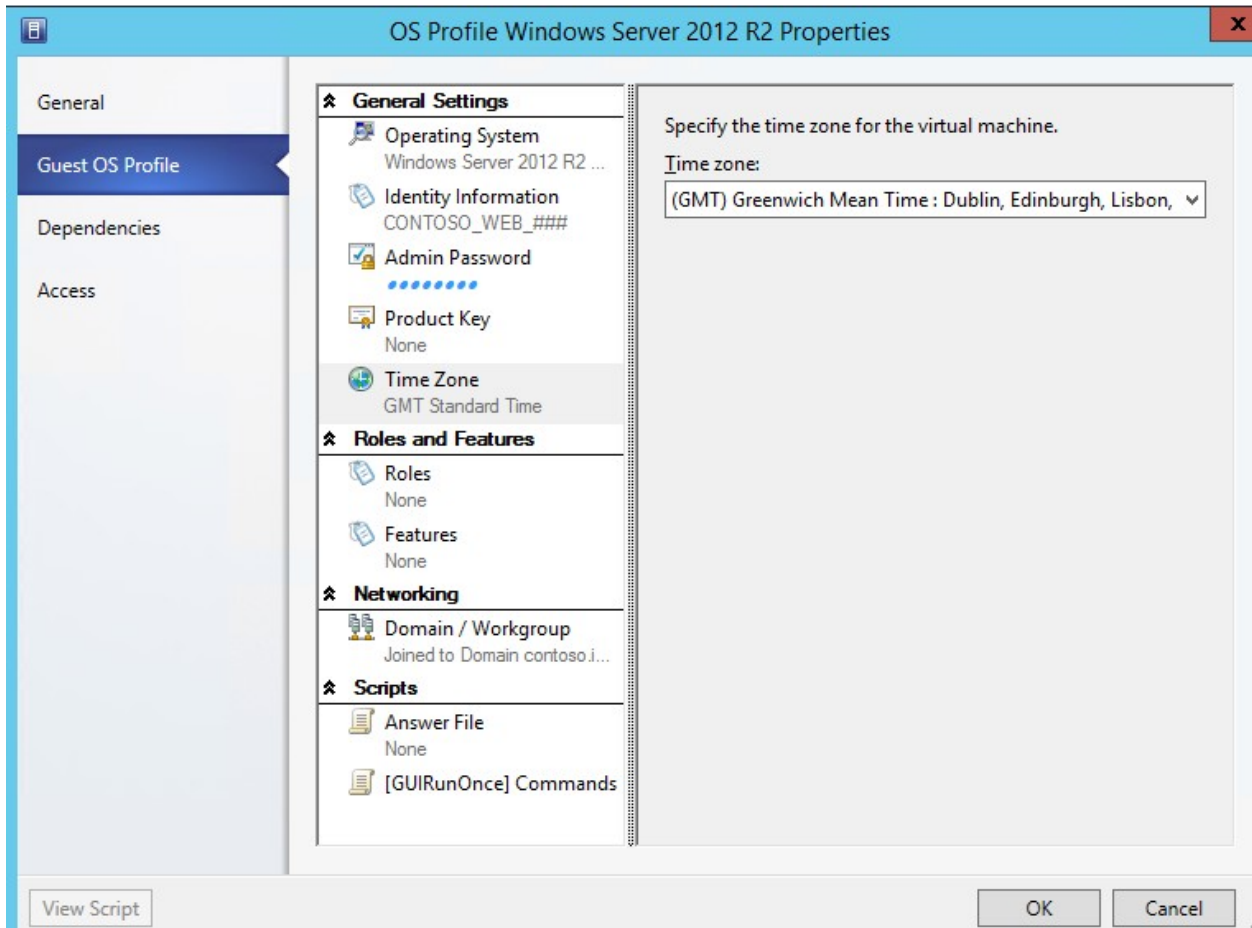 OS Profile Windows Server 2012 R2 Properties
x
General
Guest OS Profile
Dependencies
Access
General Settings
Operating System
Windows Server 2012 R2 ...
Identity Information
CONTOSO_WEB_###
Admin Password
Product Key
None
Time Zone
GMT Standard Time
Roles and Features
Roles
None
Features
None
Networking
Domain / Workgroup
Joined to Domain contoso.i...
Scripts
Answer File
None
[GUIRunOnce] Commands
Specify the time zone for the virtual machine.
Time zone:
(GMT) Greenwich Mean Time : Dublin, Edinburgh, Lisbon,
View Script
OK
Cancel